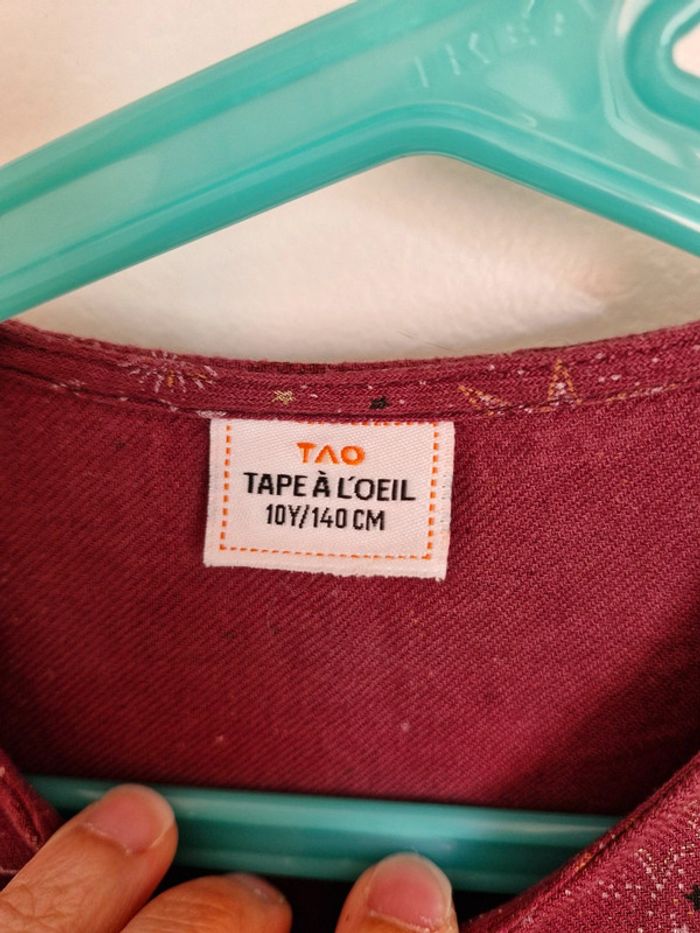 TAO
TAPE À L'OEIL
10Y/140 CM